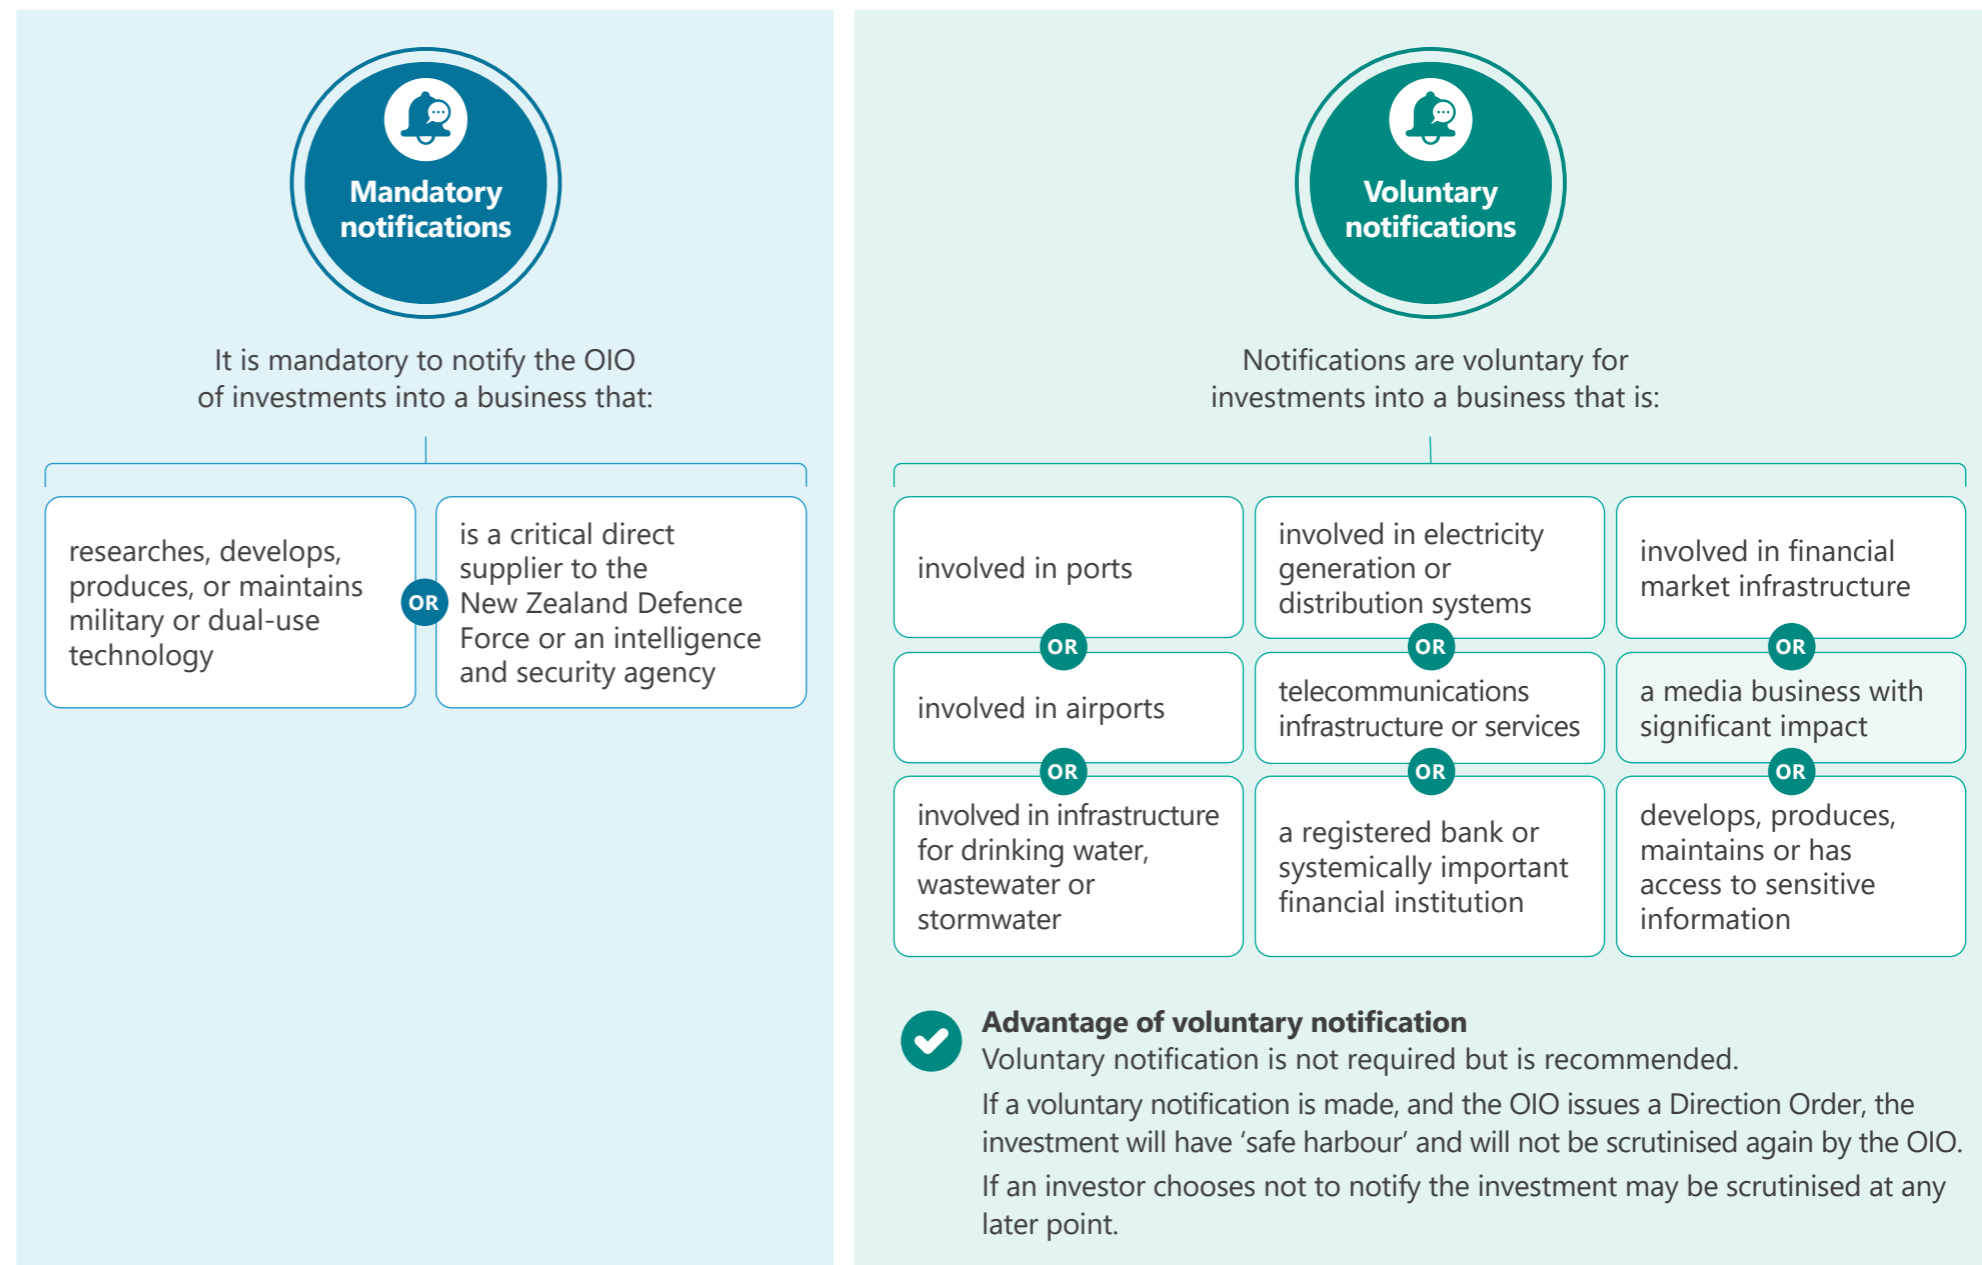 Mandatory
notifications
It is mandatory to notify the OIO
of investments into a business that:
researches, develops,
produces, or maintains
military or dual-use
technology
OR
is a critical direct
supplier to the
New Zealand Defence
Force or an intelligence
and security agency
Voluntary
notifications
Notifications are voluntary for
investments into a business that is:
involved in ports
OR
involved in airports
OR
involved in infrastructure
for drinking water,
wastewater or
stormwater
involved in electricity
generation or
distribution systems
OR
telecommunications
infrastructure or services
OR
a registered bank or
systemically important
financial institution
involved in financial
market infrastructure
OR
a media business with
significant impact
OR
develops, produces,
maintains or has
access to sensitive
information
Advantage of voluntary notification
Voluntary notification is not required but is recommended.
If a voluntary notification is made, and the OIO issues a Direction Order, the
investment will have ‘safe harbour’ and will not be scrutinised again by the OIO.
If an investor chooses not to notify the investment may be scrutinised at any
later point.